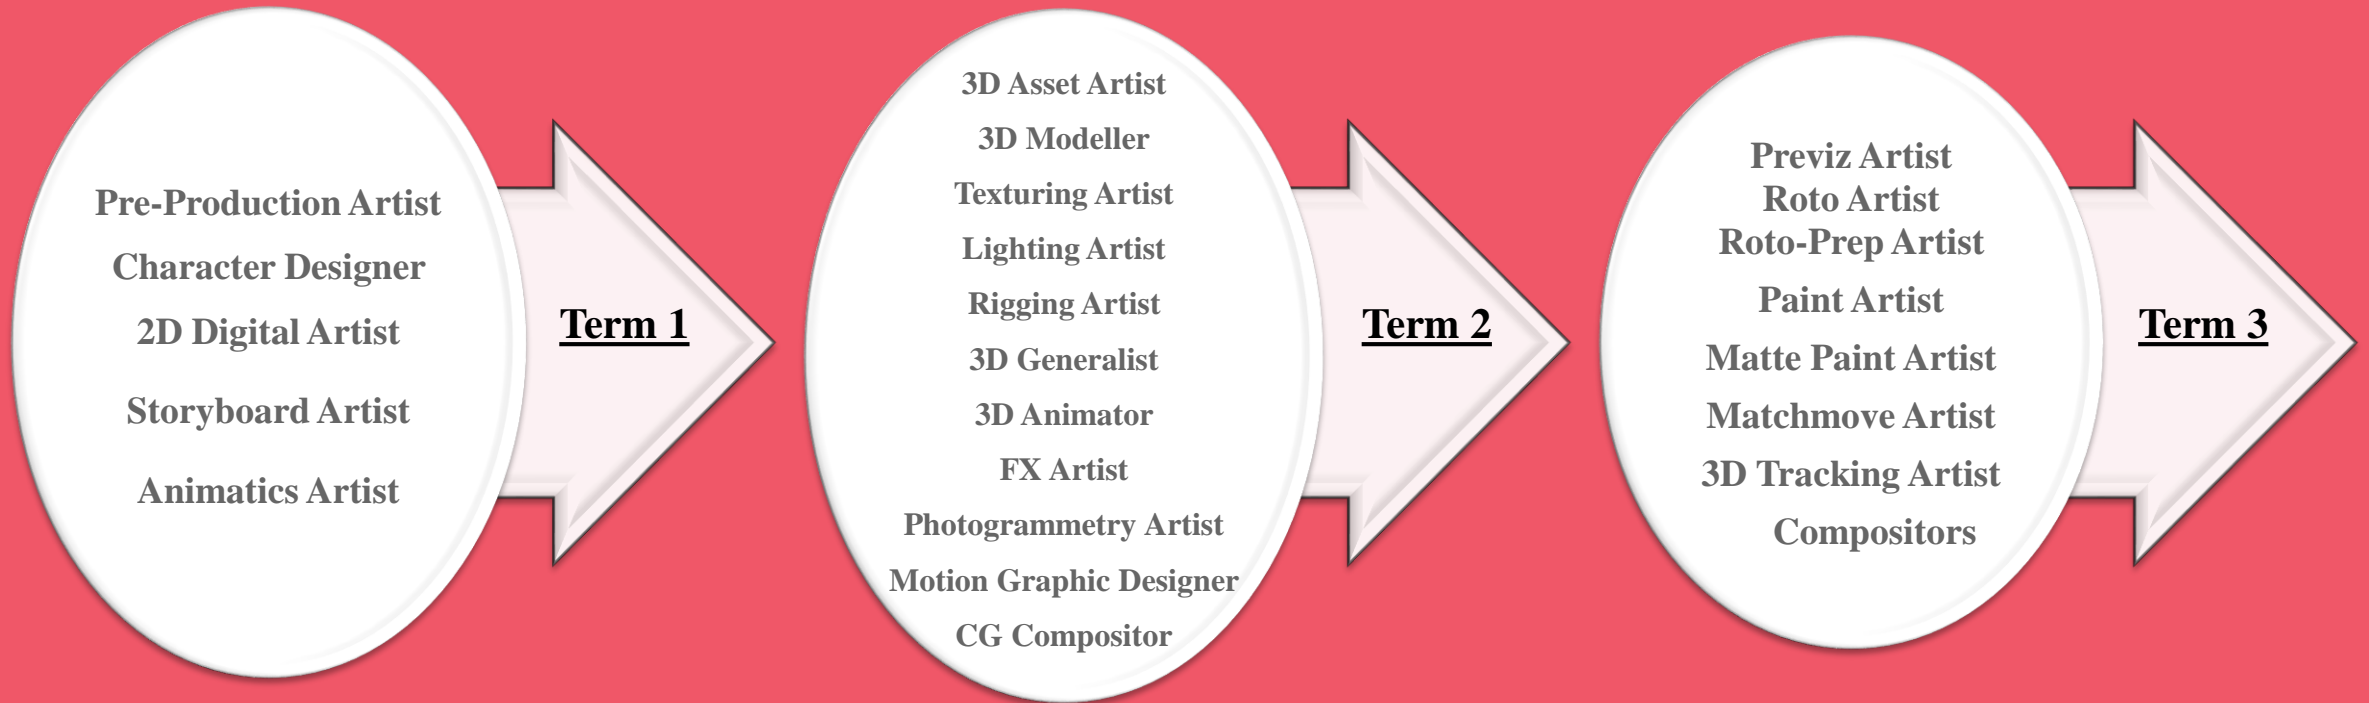 Pre-Production Artist
Character Designer
2D Digital Artist
Storyboard Artist
Animatics Artist
Term 1
3D Asset Artist
3D Modeller
Texturing Artist
Lighting Artist
Rigging Artist
3D Generalist
3D Animator
FX Artist
Photogrammetry Artist
Motion Graphic Designer
CG Compositor
Term 2
Previz Artist
Roto Artist
Roto-Prep Artist
Paint Artist
Matte Paint Artist
Matchmove Artist
3D Tracking Artist
Compositors
Term 3